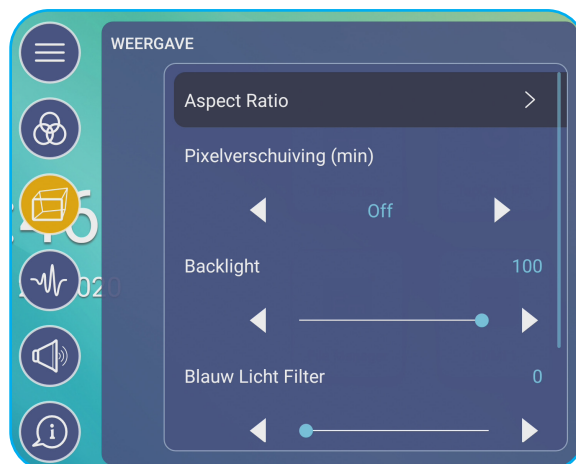 WEERGAVE
Aspect Ratio
Pixelverschuiving (min)
Off
Backlight 100
Blauw Licht Filter 0